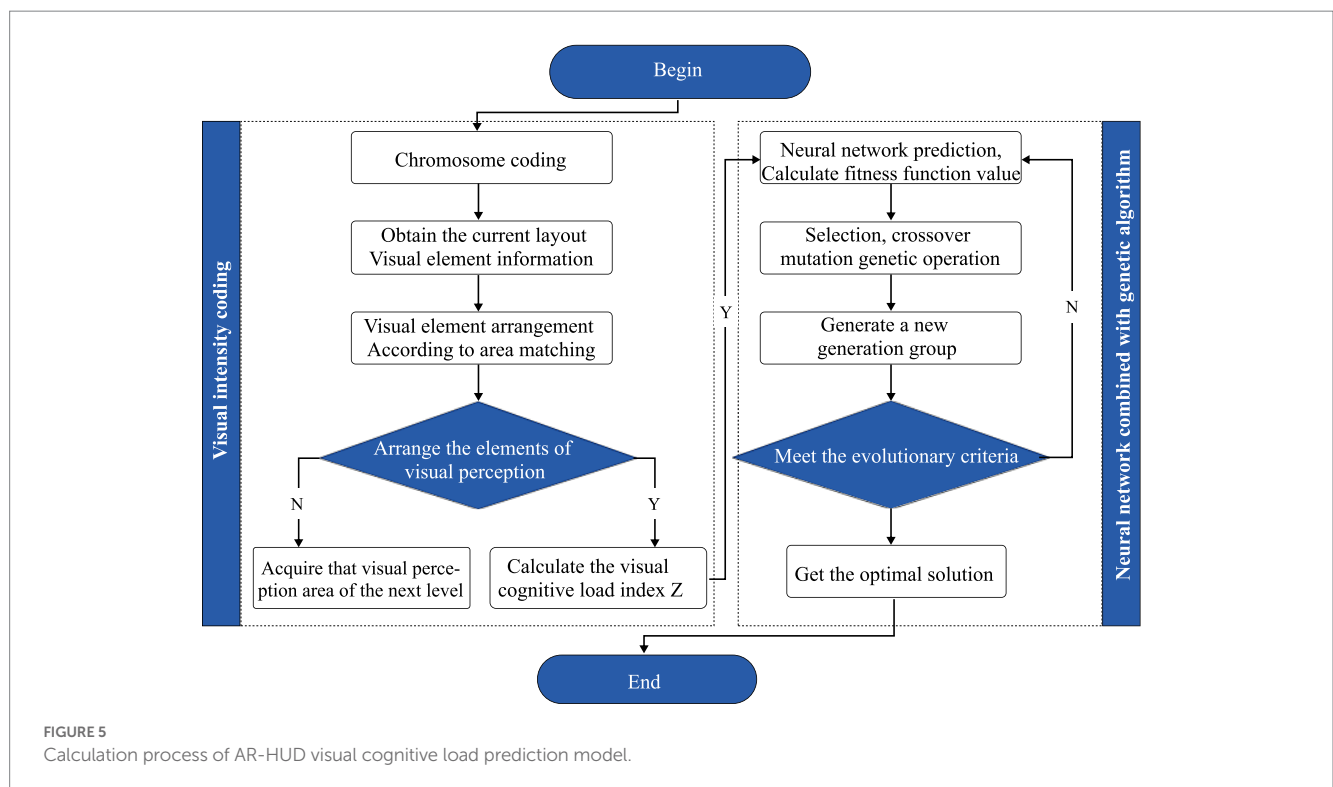 Begin
Visual intensity coding
Chromosome coding
Obtain the current layout
Visual element information
Visual element arrangement
According to area matching
Arrange the elements of
visual perception
N
Y
Acquire that visual perce-
ption area of the next level
Calculate the visual
cognitive load index Z
Y
Neural network prediction,
Calculate fitness function value
Selection, crossover
mutation genetic operation
Generate a new
generation group
Meet the evolutionary criteria
N
Get the optimal solution
Neural network combined with genetic algorithm
End
FIGURE 5
Calculation process of AR-HUD visual cognitive load prediction model.